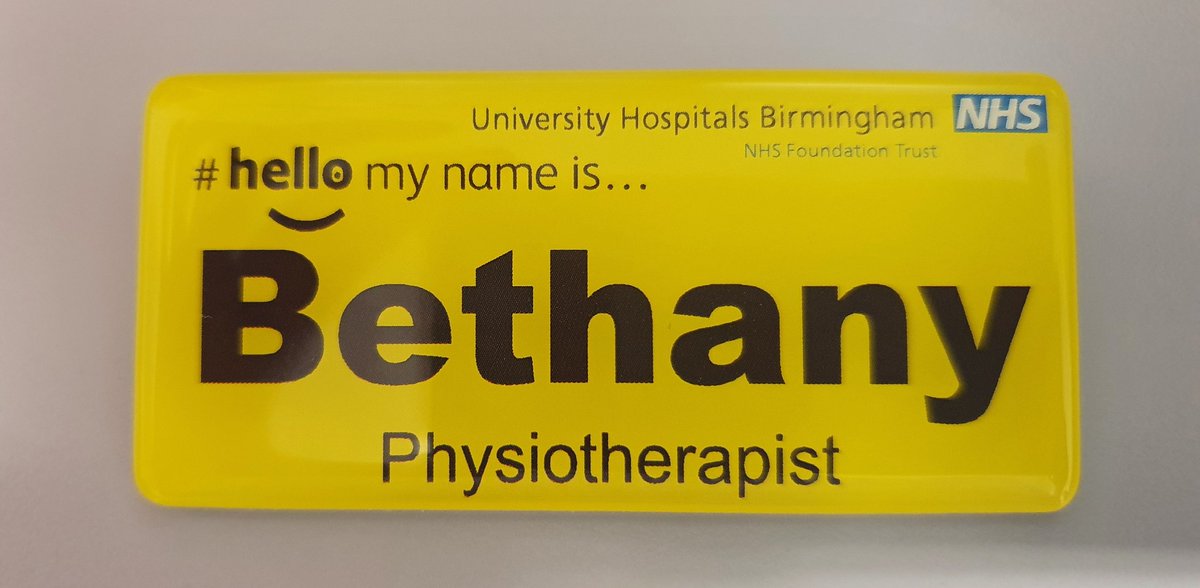 University Hospitals Birmingham NHS
NHS Foundation Trust
# hello my name is...
Bethany
Physiotherapist